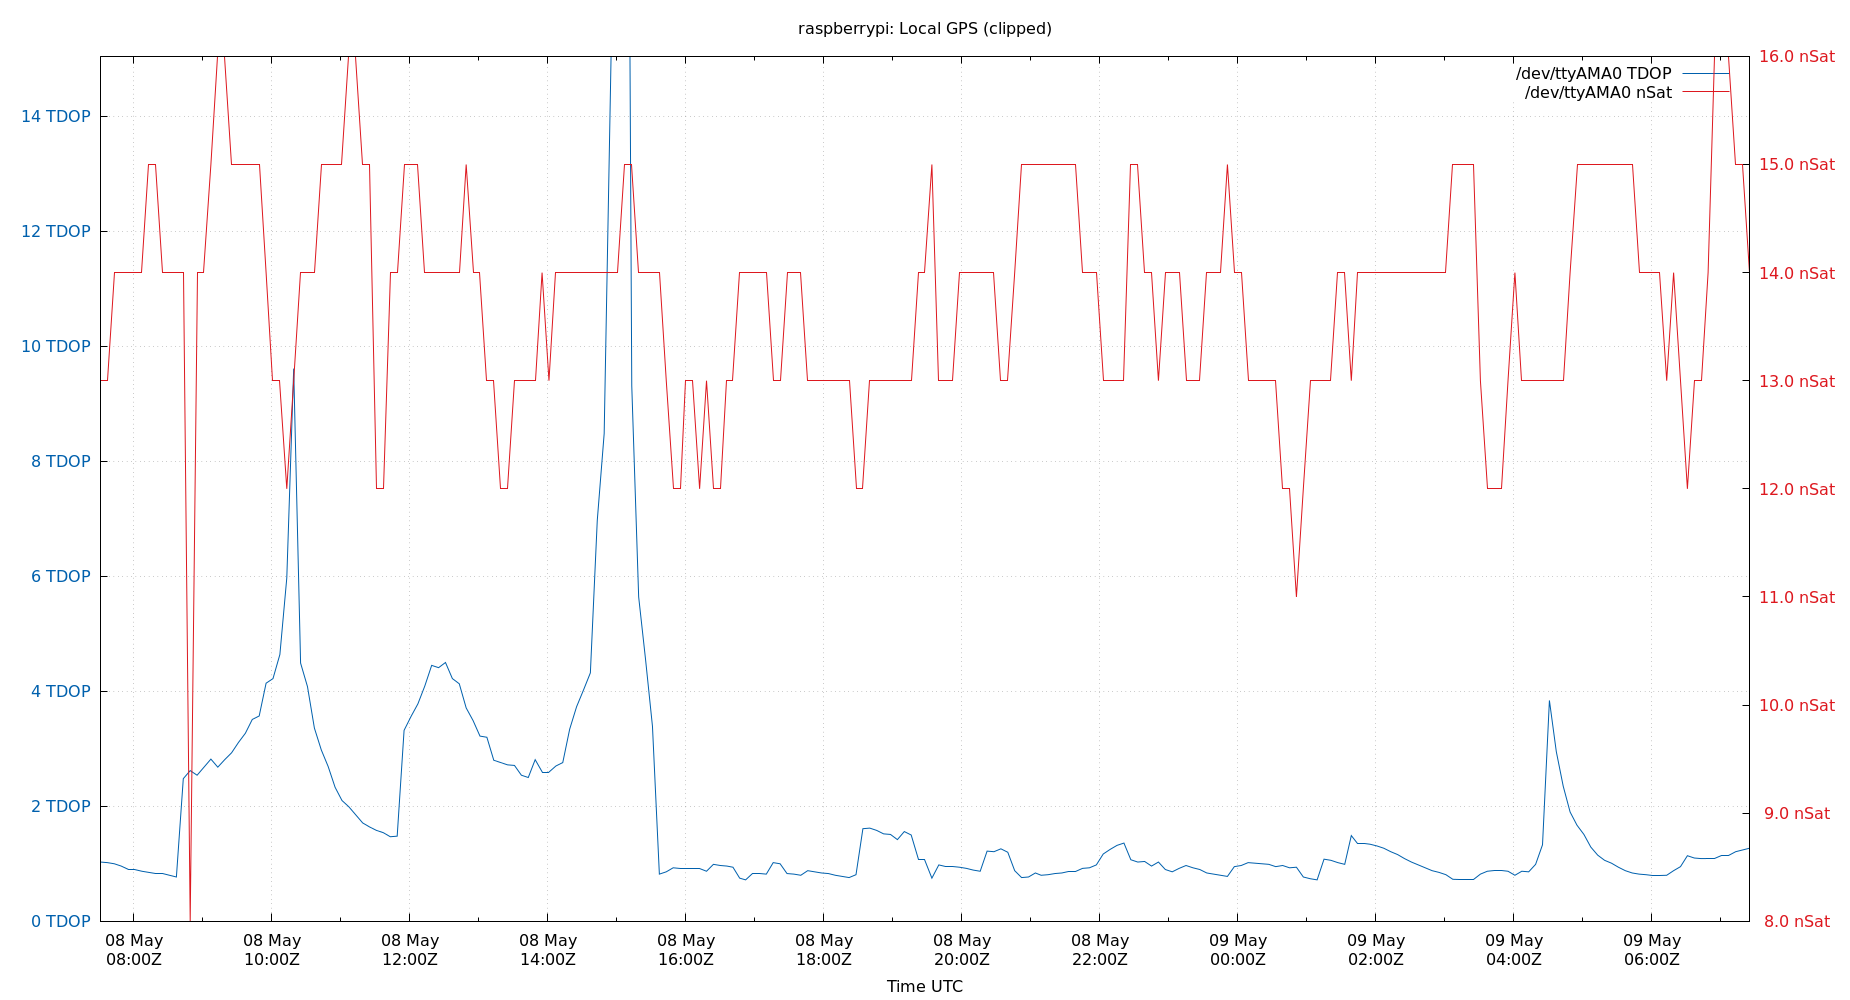 raspberrypi: Local GPS (clipped)
16.0 nSat
/dev/ttyAMA0 TDOP
/dev/ttyAMA0 nSat
14 TDOP
15.0 nSat
12 TDOP
14.0 nSat
10 TDOP
13.0 nSat
8 TDOP
12.0 nSat
6 TDOP
11.0 nSat
4 TDOP
10.0 nSat
2 TDOP
9.0 nSat
0 TDOP
8.0 nSat
08 May 08 May 08 May 08 May 08 May 08 May 08 May 08 May 09 May 09 May 09 May 09 May
08:00Z 10:00Z 12:00Z 14:00Z 16:00Z 18:00Z 20:00Z 22:00Z 00:00Z 02:00Z 04:00Z 06:00Z
Time UTC